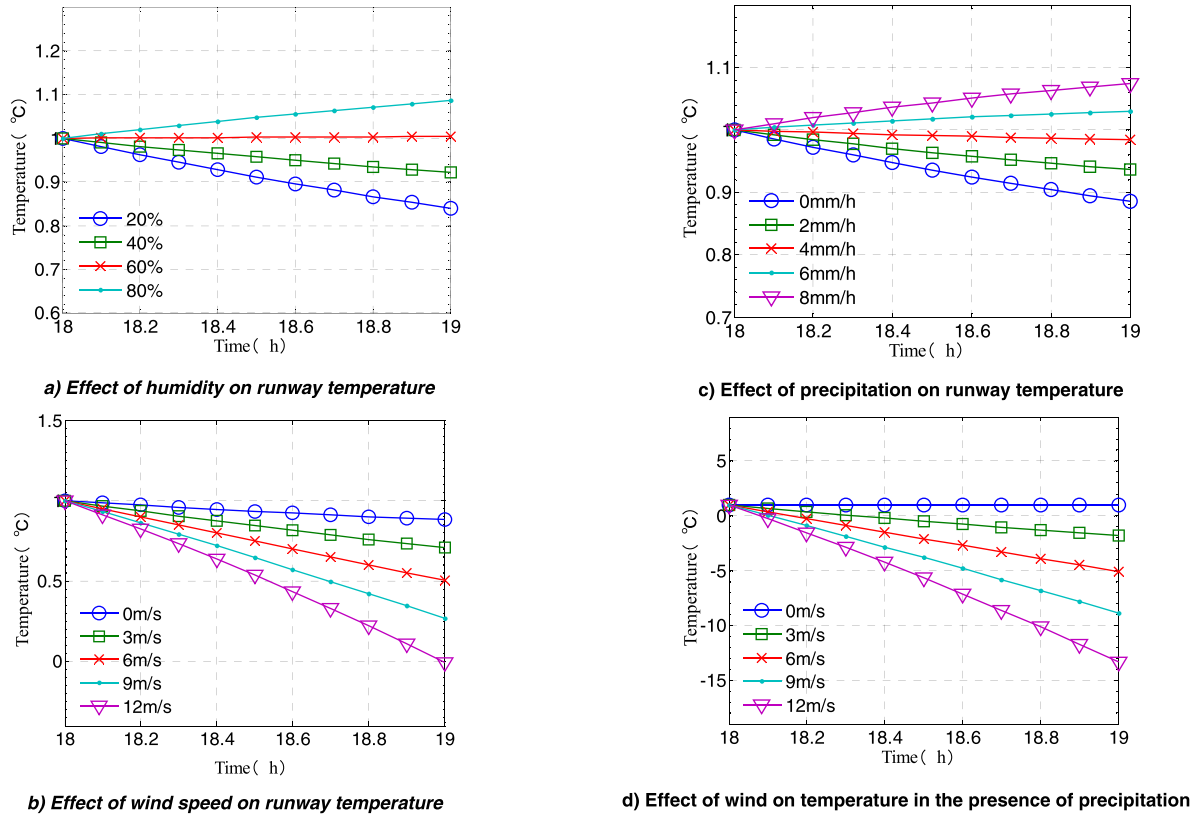 1.2
1.1
1
0.9
0.8
0.7
0.6
Temperature( ℃)
20%
40%
60%
80%
18 18.2 18.4 18.6 18.8 19
Time( h)
a) Effect of humidity on runway temperature
1.1
1
0.9
0.8
0.7
Temperature( ℃)
0mm/h
2mm/h
4mm/h
6mm/h
8mm/h
18 18.2 18.4 18.6 18.8 19
Time( h)
c) Effect of precipitation on runway temperature
1.5
1
0.5
0
Temperature( ℃)
0m/s
3m/s
6m/s
9m/s
12m/s
18 18.2 18.4 18.6 18.8 19
Time( h)
b) Effect of wind speed on runway temperature
5
0
-5
-10
-15
Temperature( ℃)
0m/s
3m/s
6m/s
9m/s
12m/s
18 18.2 18.4 18.6 18.8 19
Time( h)
d) Effect of wind on temperature in the presence of precipitation